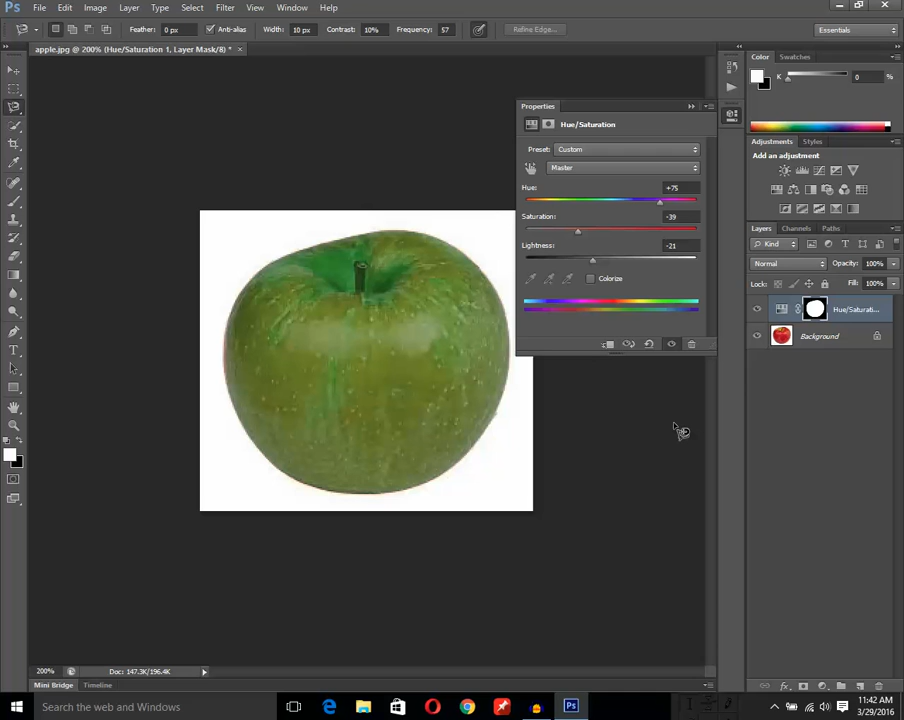 Ps File Edit Image Layer Type Select Filter View Window Help
Feather: 0 px Anti-alias Width: 10 px Contrast: 10% Frequency: 57 Refine Edge... Essentials
apple.jpg @ 200% (Hue/Saturation 1, Layer Mask/8) * ×
Color Swatches
K 0 %
Properties
Hue/Saturation
Preset: Custom
Master
Hue: +75
Saturation: -39
Lightness: -21
Colorize
Adjustments Styles
Add an adjustment
Layers Channels Paths
Kind
Normal Opacity: 100%
Lock: Fill: 100%
Hue/Saturati...
Background
200% Doc: 147.3K/196.4K
Mini Bridge Timeline
Search the web and Windows
Ps
11:42 AM
3/29/2016